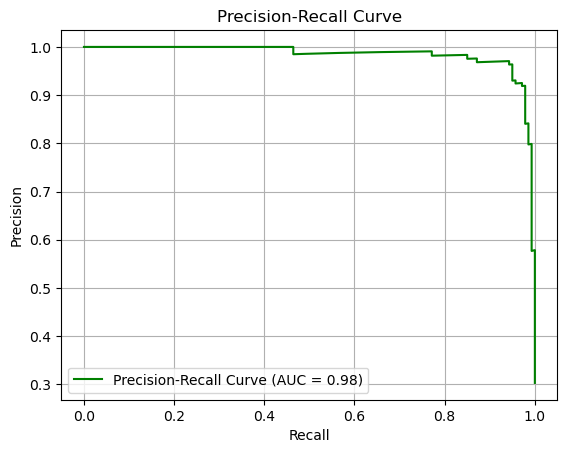 Precision-Recall Curve
1.0
0.9
0.8
0.7
0.6
0.5
0.4
0.3
Precision
Precision-Recall Curve (AUC = 0.98)
0.0 0.2 0.4 0.6 0.8 1.0
Recall